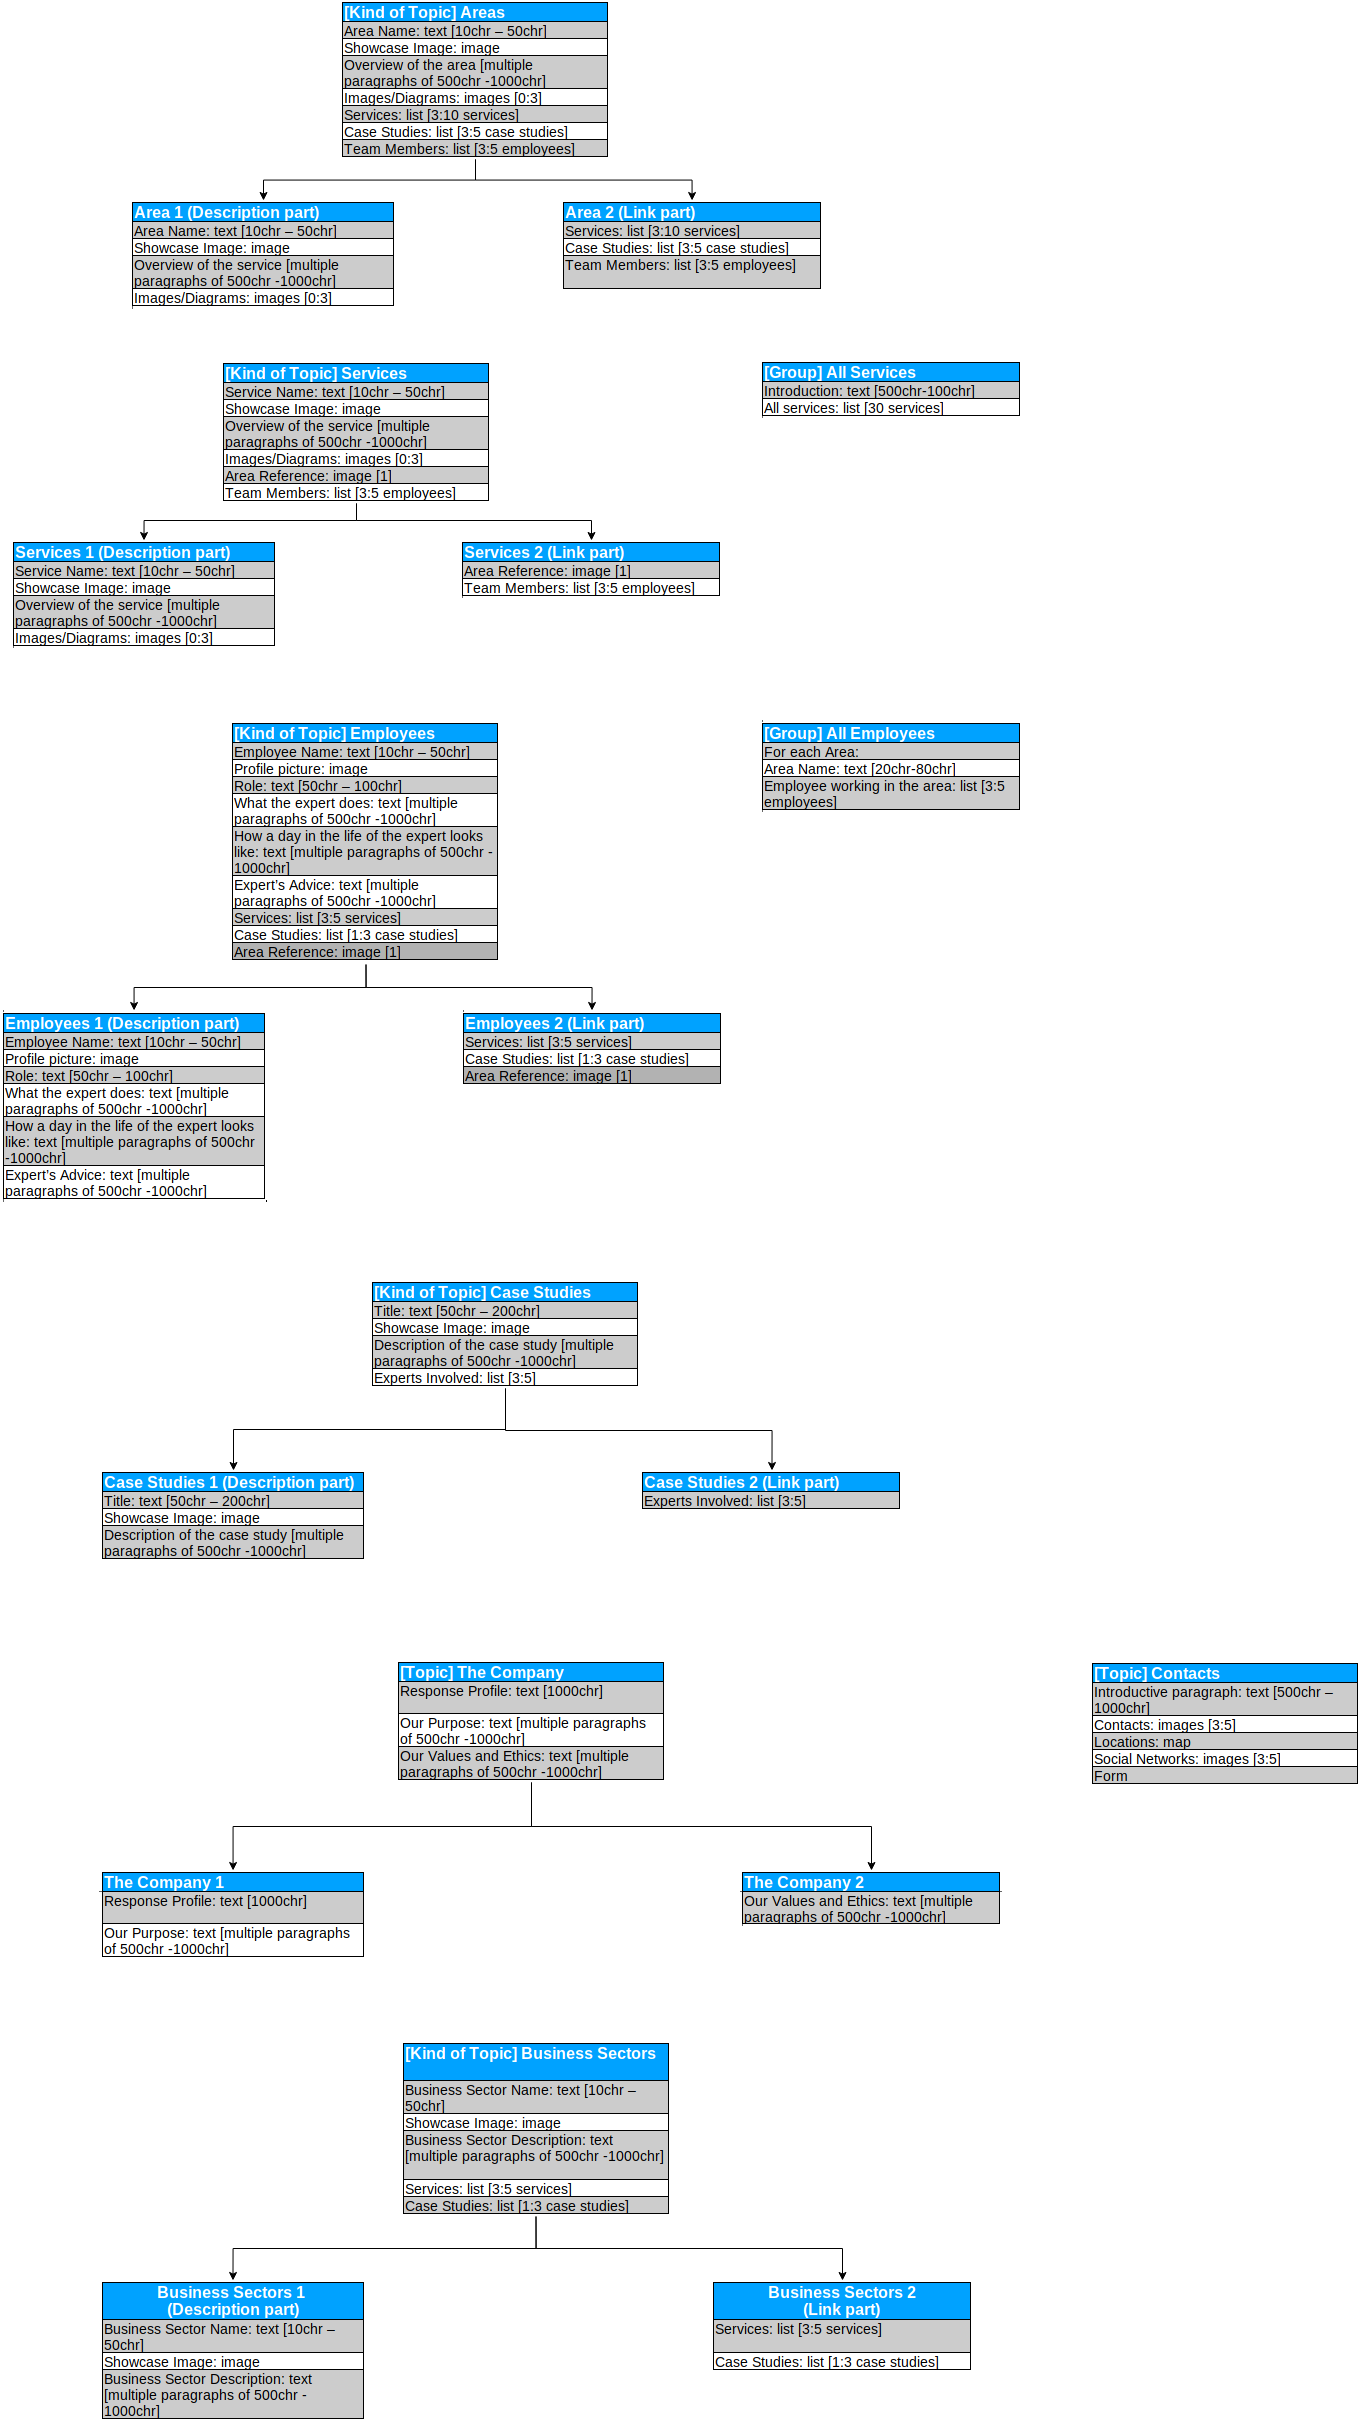 [Kind of Topic] Areas
Area Name: text [10chr – 50chr]
Showcase Image: image
Overview of the area [multiple
paragraphs of 500chr -1000chr]
Images/Diagrams: images [0:3]
Services: list [3:10 services]
Case Studies: list [3:5 case studies]
Team Members: list [3:5 employees]
Area 1 (Description part)
Area Name: text [10chr – 50chr]
Showcase Image: image
Overview of the service [multiple
paragraphs of 500chr -1000chr]
Images/Diagrams: images [0:3]
Area 2 (Link part)
Services: list [3:10 services]
Case Studies: list [3:5 case studies]
Team Members: list [3:5 employees]
[Kind of Topic] Services
Service Name: text [10chr – 50chr]
Showcase Image: image
Overview of the service [multiple
paragraphs of 500chr -1000chr]
Images/Diagrams: images [0:3]
Area Reference: image [1]
Team Members: list [3:5 employees]
[Group] All Services
Introduction: text [500chr-100chr]
All services: list [30 services]
Services 1 (Description part)
Service Name: text [10chr – 50chr]
Showcase Image: image
Overview of the service [multiple
paragraphs of 500chr -1000chr]
Images/Diagrams: images [0:3]
Services 2 (Link part)
Area Reference: image [1]
Team Members: list [3:5 employees]
[Kind of Topic] Employees
Employee Name: text [10chr – 50chr]
Profile picture: image
Role: text [50chr – 100chr]
What the expert does: text [multiple
paragraphs of 500chr -1000chr]
How a day in the life of the expert looks
like: text [multiple paragraphs of 500chr -
1000chr]
Expert’s Advice: text [multiple
paragraphs of 500chr -1000chr]
Services: list [3:5 services]
Case Studies: list [1:3 case studies]
Area Reference: image [1]
[Group] All Employees
For each Area:
Area Name: text [20chr-80chr]
Employee working in the area: list [3:5
employees]
Employees 1 (Description part)
Employee Name: text [10chr – 50chr]
Profile picture: image
Role: text [50chr – 100chr]
What the expert does: text [multiple
paragraphs of 500chr -1000chr]
How a day in the life of the expert looks
like: text [multiple paragraphs of 500chr
-1000chr]
Expert’s Advice: text [multiple
paragraphs of 500chr -1000chr]
Employees 2 (Link part)
Services: list [3:5 services]
Case Studies: list [1:3 case studies]
Area Reference: image [1]
[Kind of Topic] Case Studies
Title: text [50chr – 200chr]
Showcase Image: image
Description of the case study [multiple
paragraphs of 500chr -1000chr]
Experts Involved: list [3:5]
Case Studies 1 (Description part)
Title: text [50chr – 200chr]
Showcase Image: image
Description of the case study [multiple
paragraphs of 500chr -1000chr]
Case Studies 2 (Link part)
Experts Involved: list [3:5]
[Topic] The Company
Response Profile: text [1000chr]
Our Purpose: text [multiple paragraphs
of 500chr -1000chr]
Our Values and Ethics: text [multiple
paragraphs of 500chr -1000chr]
[Topic] Contacts
Introductive paragraph: text [500chr –
1000chr]
Contacts: images [3:5]
Locations: map
Social Networks: images [3:5]
Form
The Company 1
Response Profile: text [1000chr]
Our Purpose: text [multiple paragraphs
of 500chr -1000chr]
The Company 2
Our Values and Ethics: text [multiple
paragraphs of 500chr -1000chr]
[Kind of Topic] Business Sectors
Business Sector Name: text [10chr –
50chr]
Showcase Image: image
Business Sector Description: text
[multiple paragraphs of 500chr -1000chr]
Services: list [3:5 services]
Case Studies: list [1:3 case studies]
Business Sectors 1
(Description part)
Business Sector Name: text [10chr –
50chr]
Showcase Image: image
Business Sector Description: text
[multiple paragraphs of 500chr -
1000chr]
Business Sectors 2
(Link part)
Services: list [3:5 services]
Case Studies: list [1:3 case studies]